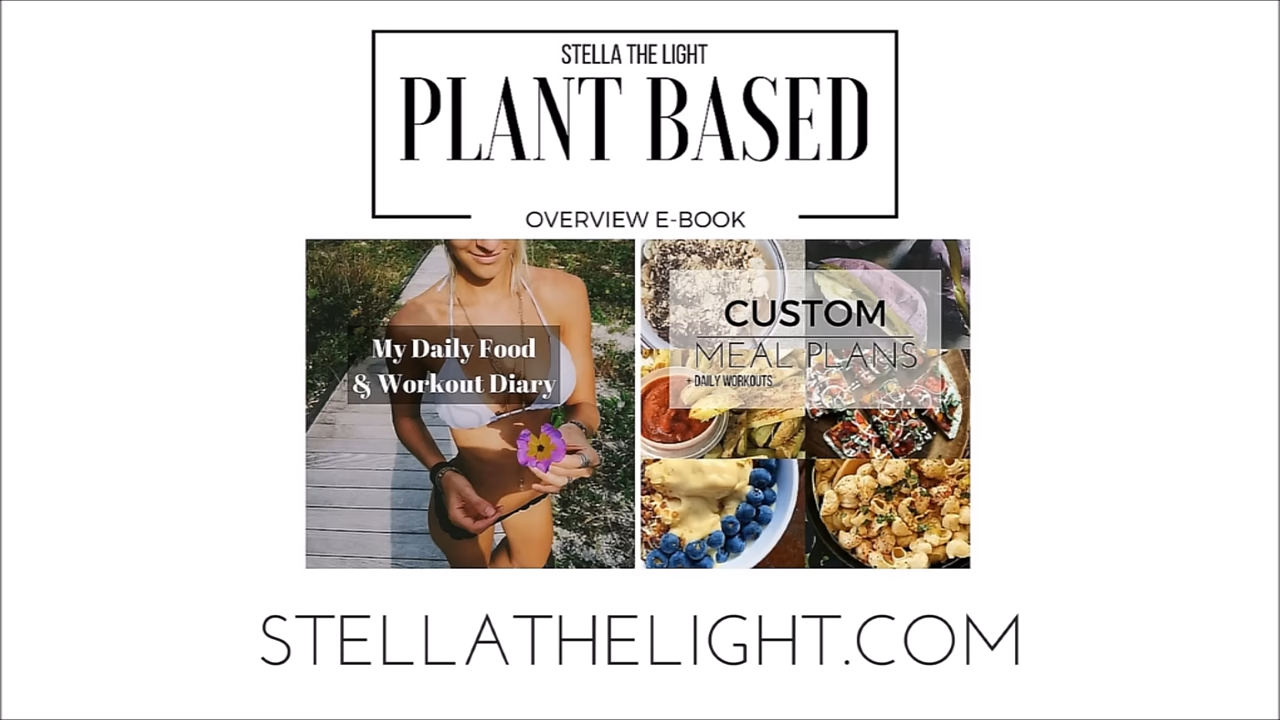 STELLA THE LIGHT
PLANT BASED
OVERVIEW E-BOOK
My Daily Food
& Workout Diary
CUSTOM
MEAL PLANS
+ DAILY WORKOUTS
STELLATHELIGHT.COM